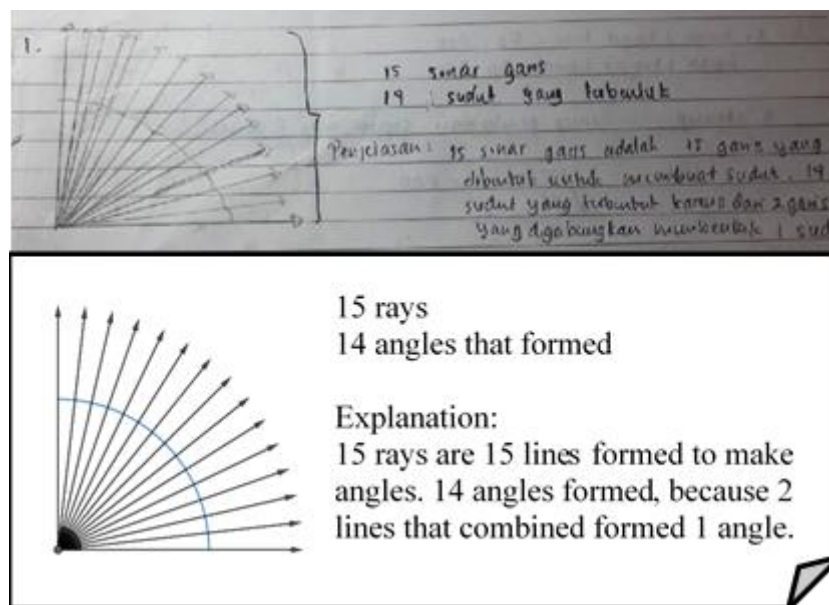 1.
15 sinar garis
14 sudut yang terbentuk
Penjelasan: 15 sinar garis adalah 15 garis yang
dibentuk untuk membuat sudut. 14
sudut yang terbentuk karena dari 2 garis
yang digabungkan membentuk 1 sud
15 rays
14 angles that formed
Explanation:
15 rays are 15 lines formed to make
angles. 14 angles formed, because 2
lines that combined formed 1 angle.